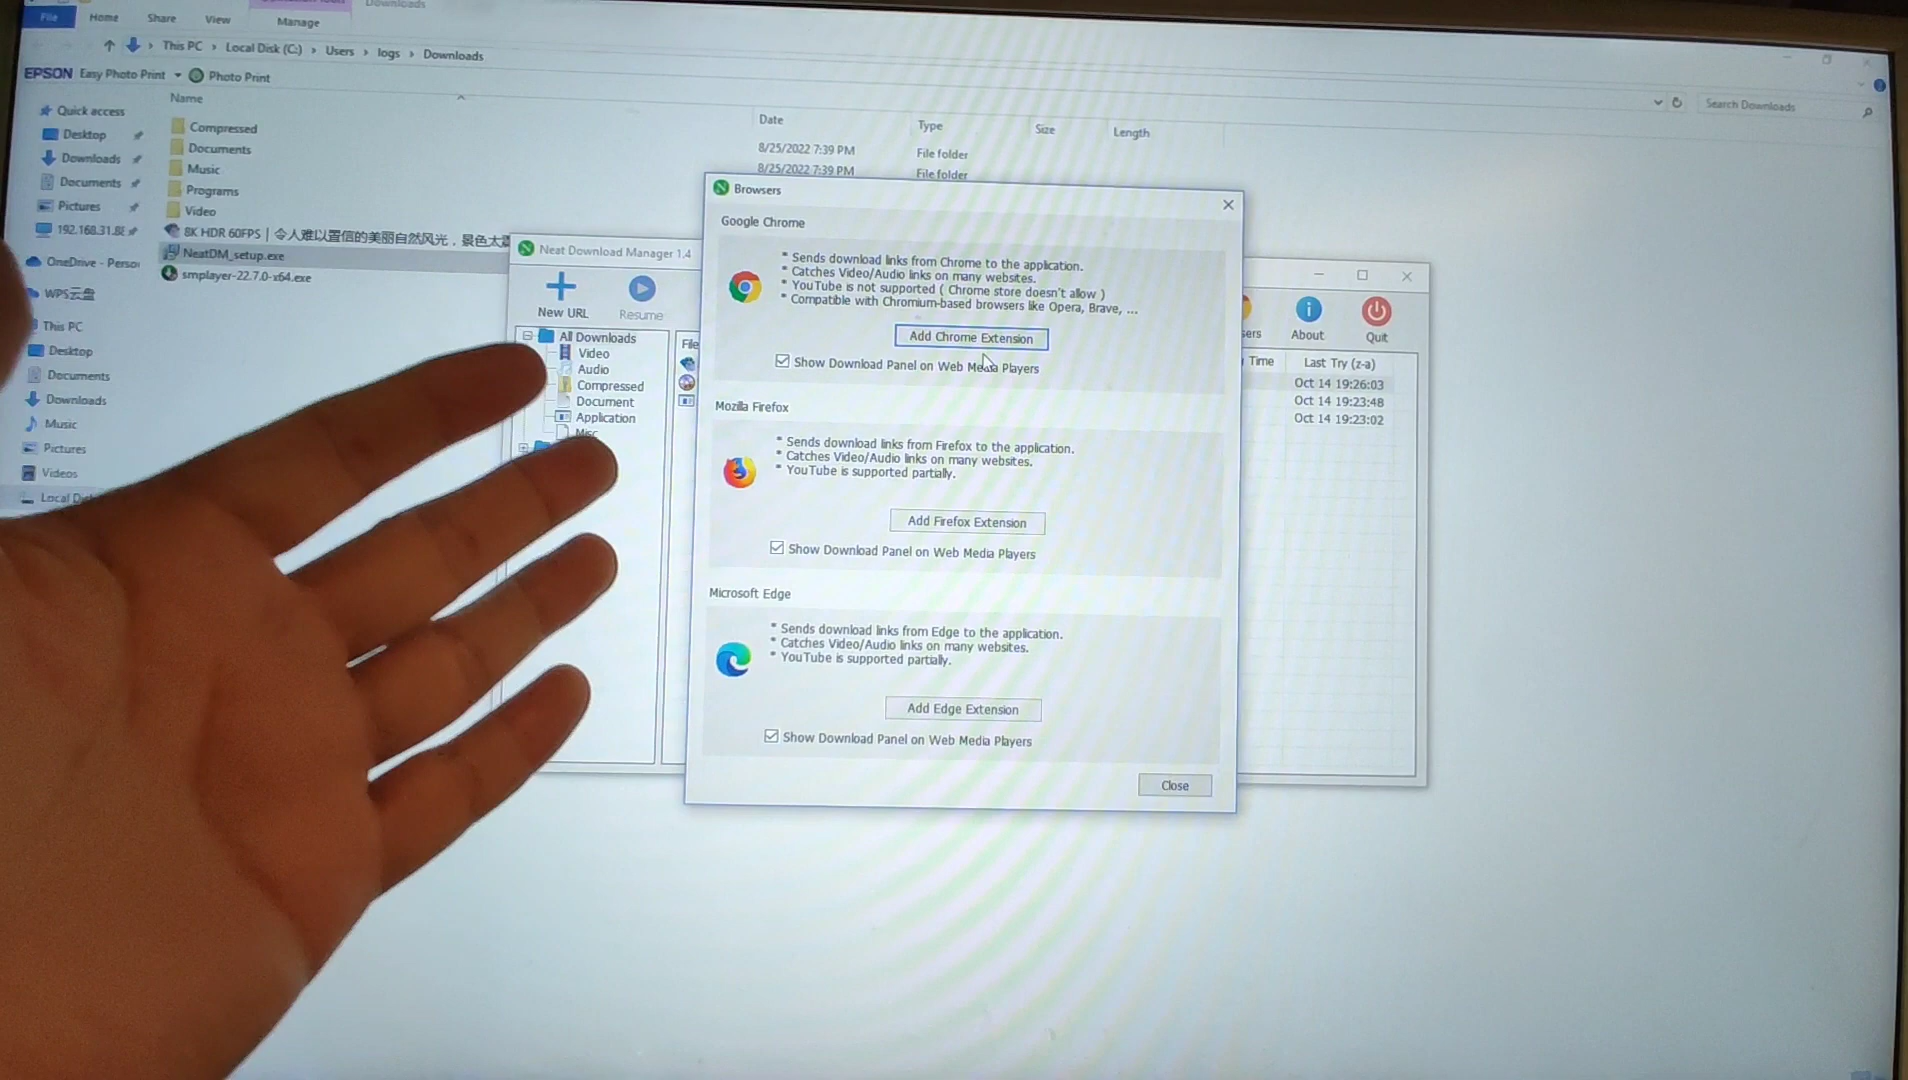 Downloads
File Home Share View Manage
This PC › Local Disk (C:) › Users › logs › Downloads
Search Downloads
EPSON Easy Photo Print Photo Print
Name Date Type Size Length
Quick access
Desktop
Downloads
Documents
Pictures
OneDrive - Person
WPS云盘
This PC
Desktop
Documents
Downloads
Music
Pictures
Videos
Local Dis
Compressed
Documents
Music
Programs
Video
8K HDR 60FPS | 令人难以置信的美丽自然风光，景色太
NeatDM_setup.exe
smplayer-22.7.0-x64.exe
8/25/2022 7:39 PM File folder
8/25/2022 7:39 PM File folder
Neat Download Manager 1.4
New URL
Resume
sers
About
Quit
All Downloads
Video
Audio
Compressed
Document
Application
Misc
File
Time Last Try (z-a)
Oct 14 19:26:03
Oct 14 19:23:48
Oct 14 19:23:02
Browsers
Google Chrome
* Sends download links from Chrome to the application.
* Catches Video/Audio links on many websites.
* YouTube is not supported ( Chrome store doesn't allow )
* Compatible with Chromium-based browsers like Opera, Brave, ...
Add Chrome Extension
Show Download Panel on Web Media Players
Mozilla Firefox
* Sends download links from Firefox to the application.
* Catches Video/Audio links on many websites.
* YouTube is supported partially.
Add Firefox Extension
Show Download Panel on Web Media Players
Microsoft Edge
* Sends download links from Edge to the application.
* Catches Video/Audio links on many websites.
* YouTube is supported partially.
Add Edge Extension
Show Download Panel on Web Media Players
Close